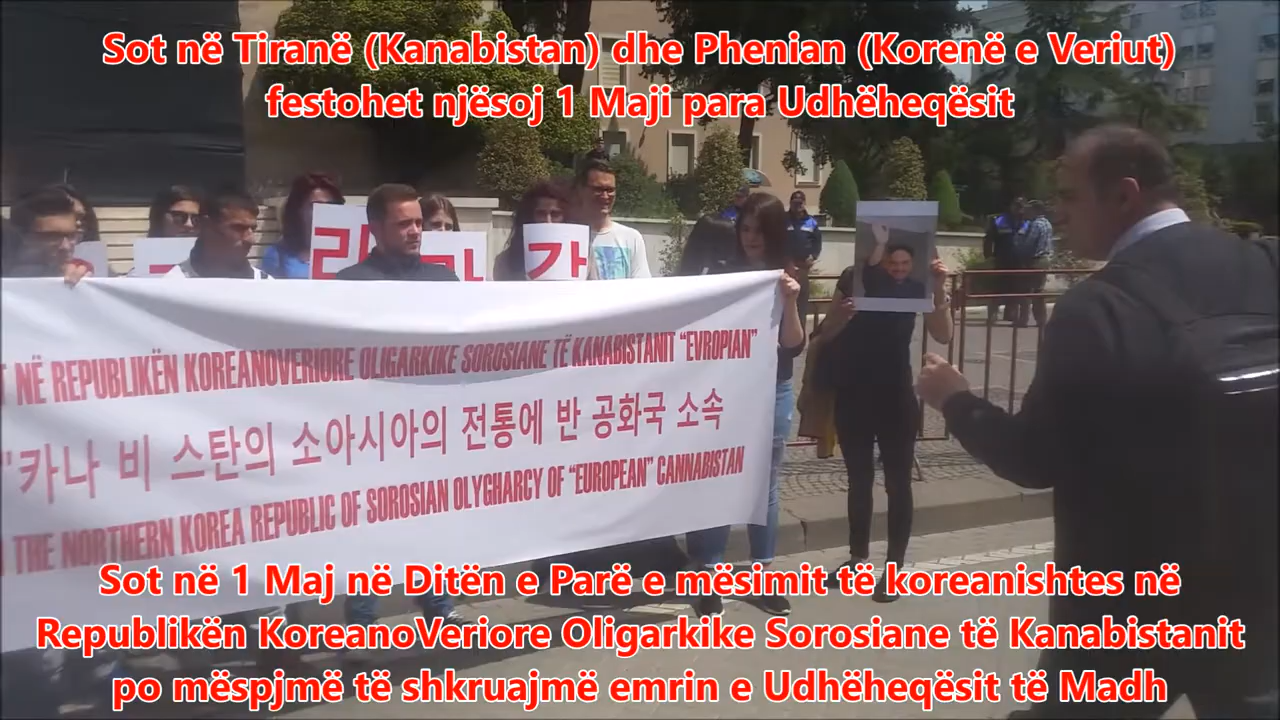 Sot në Tiranë (Kanabistan) dhe Phenian (Korenë e Veriut)
festohet njësoj 1 Maji para Udhëheqësit
라
가
NË REPUBLIKËN KOREANOVERIORE OLIGARKIKE SOROSIANE TË KANABISTANIT "EVROPIAN"
"카나 비 스탄의 소아시아의 전통에 반 공화국 소속
THE NORTHERN KOREA REPUBLIC OF SOROSIAN OLYGHARCY OF "EUROPEAN" CANNABISTAN
Sot në 1 Maj në Ditën e Parë e mësimit të koreanishtes në
Republikën KoreanoVeriore Oligarkike Sorosiane të Kanabistanit
po mëspjmë të shkruajmë emrin e Udhëheqësit të Madh